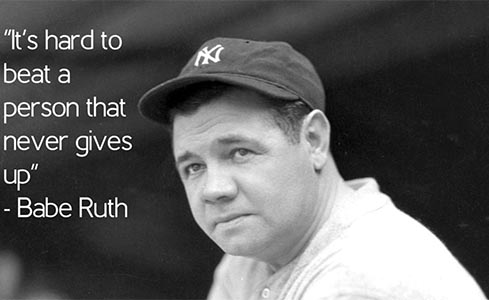 “It’s hard to
beat a
person that
never gives
up”
- Babe Ruth
NY